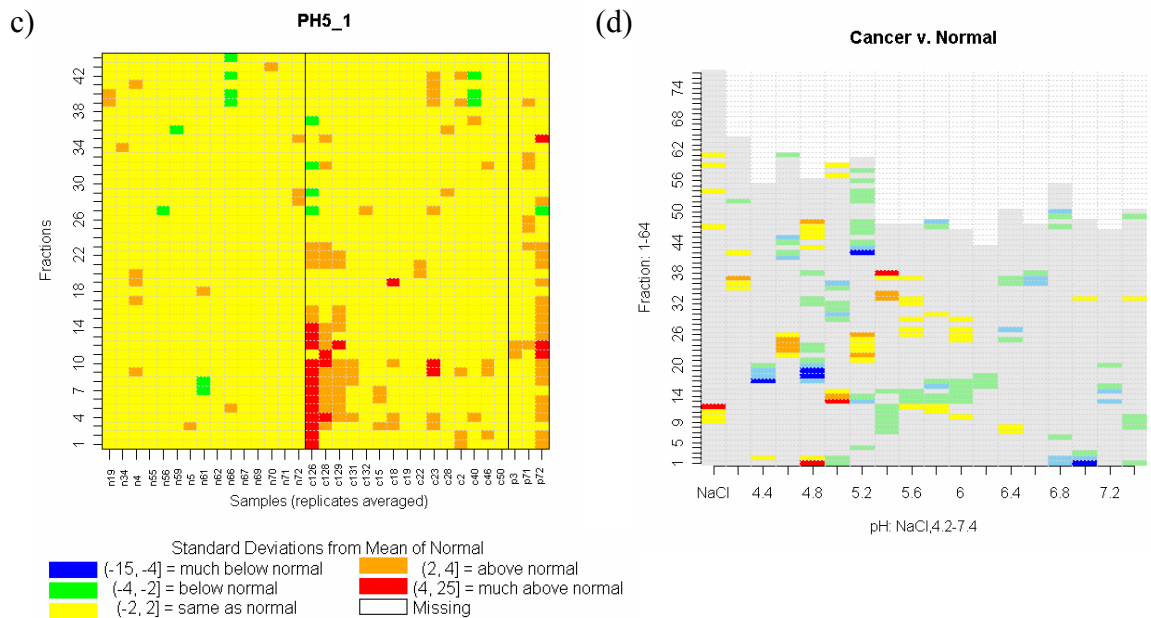 c)
PH5_1
Fractions
42
38
34
30
26
22
18
14
10
7
4
1
n19 n34 n4 n55 n56 n59 n5 n61 n62 n66 n67 n69 n70 n71 n72 c126 c128 c129 c131 c132 c15 c18 c19 c22 c23 c28 c2 c40 c46 c50 p3 p71 p72
Samples (replicates averaged)
Standard Deviations from Mean of Normal
(-15, -4] = much below normal
(-4, -2] = below normal
(-2, 2] = same as normal
(2, 4] = above normal
(4, 25] = much above normal
Missing
(d)
Cancer v. Normal
Fraction: 1-64
74
68
62
56
50
44
38
32
26
20
14
9
5
1
NaCl 4.4 4.8 5.2 5.6 6 6.4 6.8 7.2
pH: NaCl,4.2-7.4